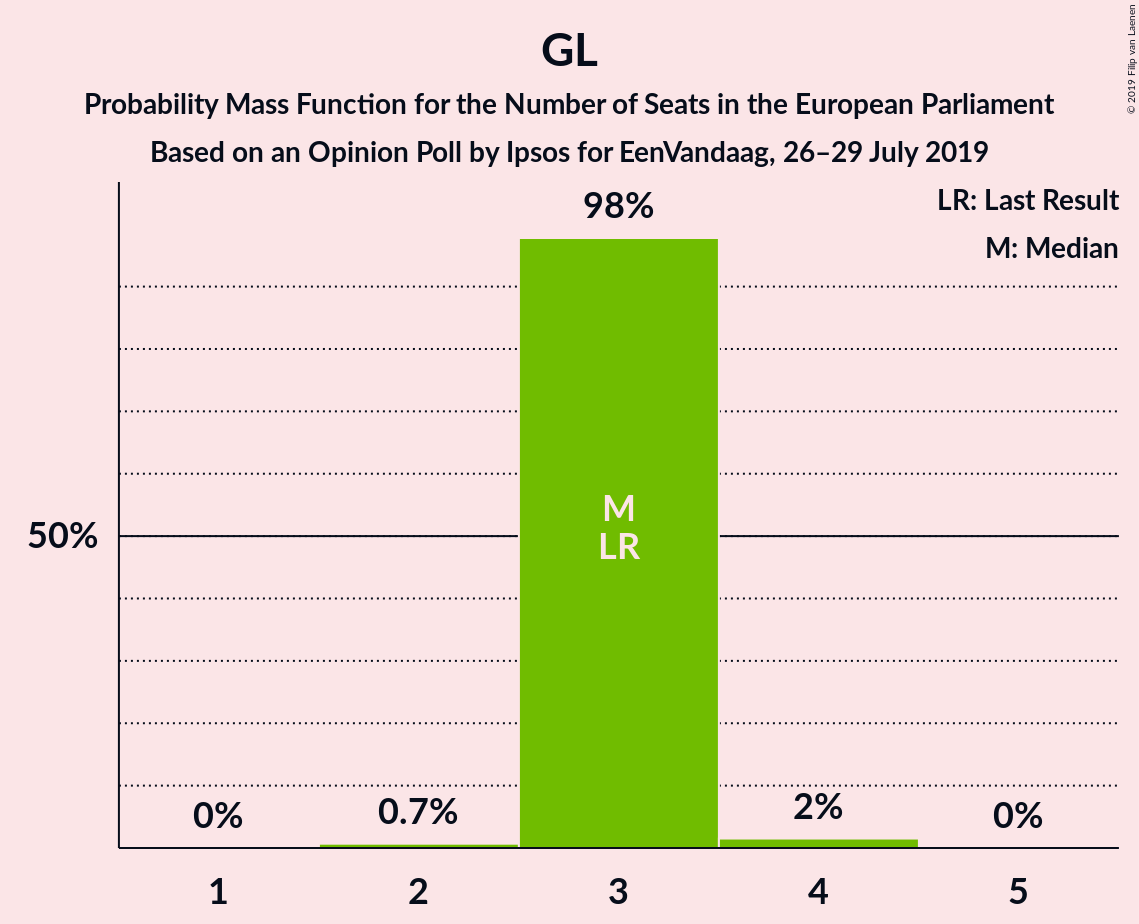 GL
Probability Mass Function for the Number of Seats in the European Parliament
Based on an Opinion Poll by Ipsos for EenVandaag, 26–29 July 2019
© 2019 Filip van Laenen
LR: Last Result
M: Median
98%
50%
M
LR
0%
0.7%
2%
0%
1
2
3
4
5